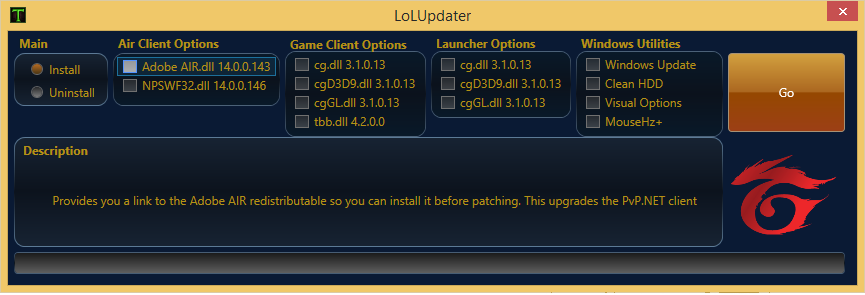 LoLUpdater
Main
Install
Uninstall
Air Client Options
Adobe AIR.dll 14.0.0.143
NPSWF32.dll 14.0.0.146
Game Client Options
cg.dll 3.1.0.13
cgD3D9.dll 3.1.0.13
cgGL.dll 3.1.0.13
tbb.dll 4.2.0.0
Launcher Options
cg.dll 3.1.0.13
cgD3D9.dll 3.1.0.13
cgGL.dll 3.1.0.13
Windows Utilities
Windows Update
Clean HDD
Visual Options
MouseHz+
Go
Description
Provides you a link to the Adobe AIR redistributable so you can install it before patching. This upgrades the PvP.NET client